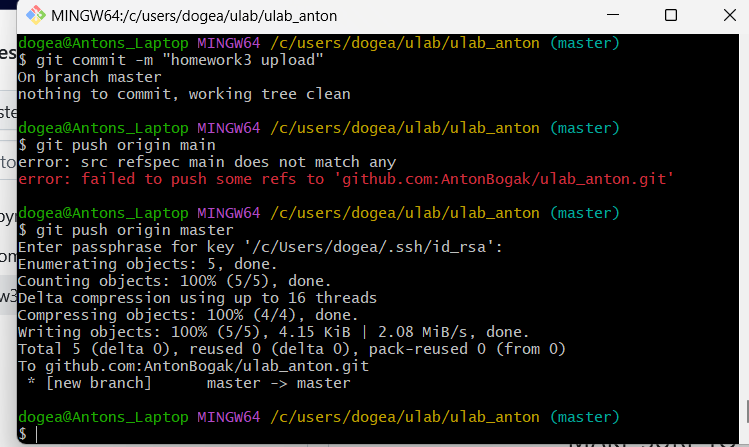 MINGW64:/c/users/dogea/ulab/ulab_anton
dogea@Antons_Laptop MINGW64 /c/users/dogea/ulab/ulab_anton (master)
$ git commit -m "homework3 upload"
On branch master
nothing to commit, working tree clean
dogea@Antons_Laptop MINGW64 /c/users/dogea/ulab/ulab_anton (master)
$ git push origin main
error: src refspec main does not match any
error: failed to push some refs to 'github.com:AntonBogak/ulab_anton.git'
dogea@Antons_Laptop MINGW64 /c/users/dogea/ulab/ulab_anton (master)
$ git push origin master
Enter passphrase for key '/c/Users/dogea/.ssh/id_rsa':
Enumerating objects: 5, done.
Counting objects: 100% (5/5), done.
Delta compression using up to 16 threads
Compressing objects: 100% (4/4), done.
Writing objects: 100% (5/5), 4.15 KiB | 2.08 MiB/s, done.
Total 5 (delta 0), reused 0 (delta 0), pack-reused 0 (from 0)
To github.com:AntonBogak/ulab_anton.git
 * [new branch]      master -> master
dogea@Antons_Laptop MINGW64 /c/users/dogea/ulab/ulab_anton (master)
$